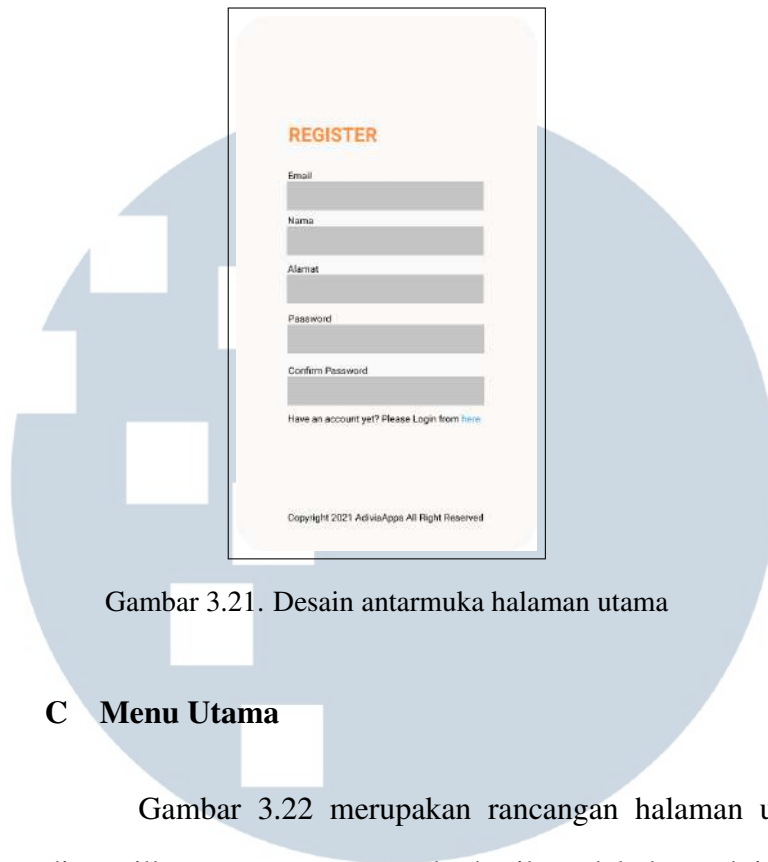 REGISTER
Email
Nama
Alamat
Password
Confirm Password
Have an account yet? Please Login from here
Copyright 2021 AdiviaApps All Right Reserved
Gambar 3.21. Desain antarmuka halaman utama
C Menu Utama
Gambar 3.22 merupakan rancangan halaman u